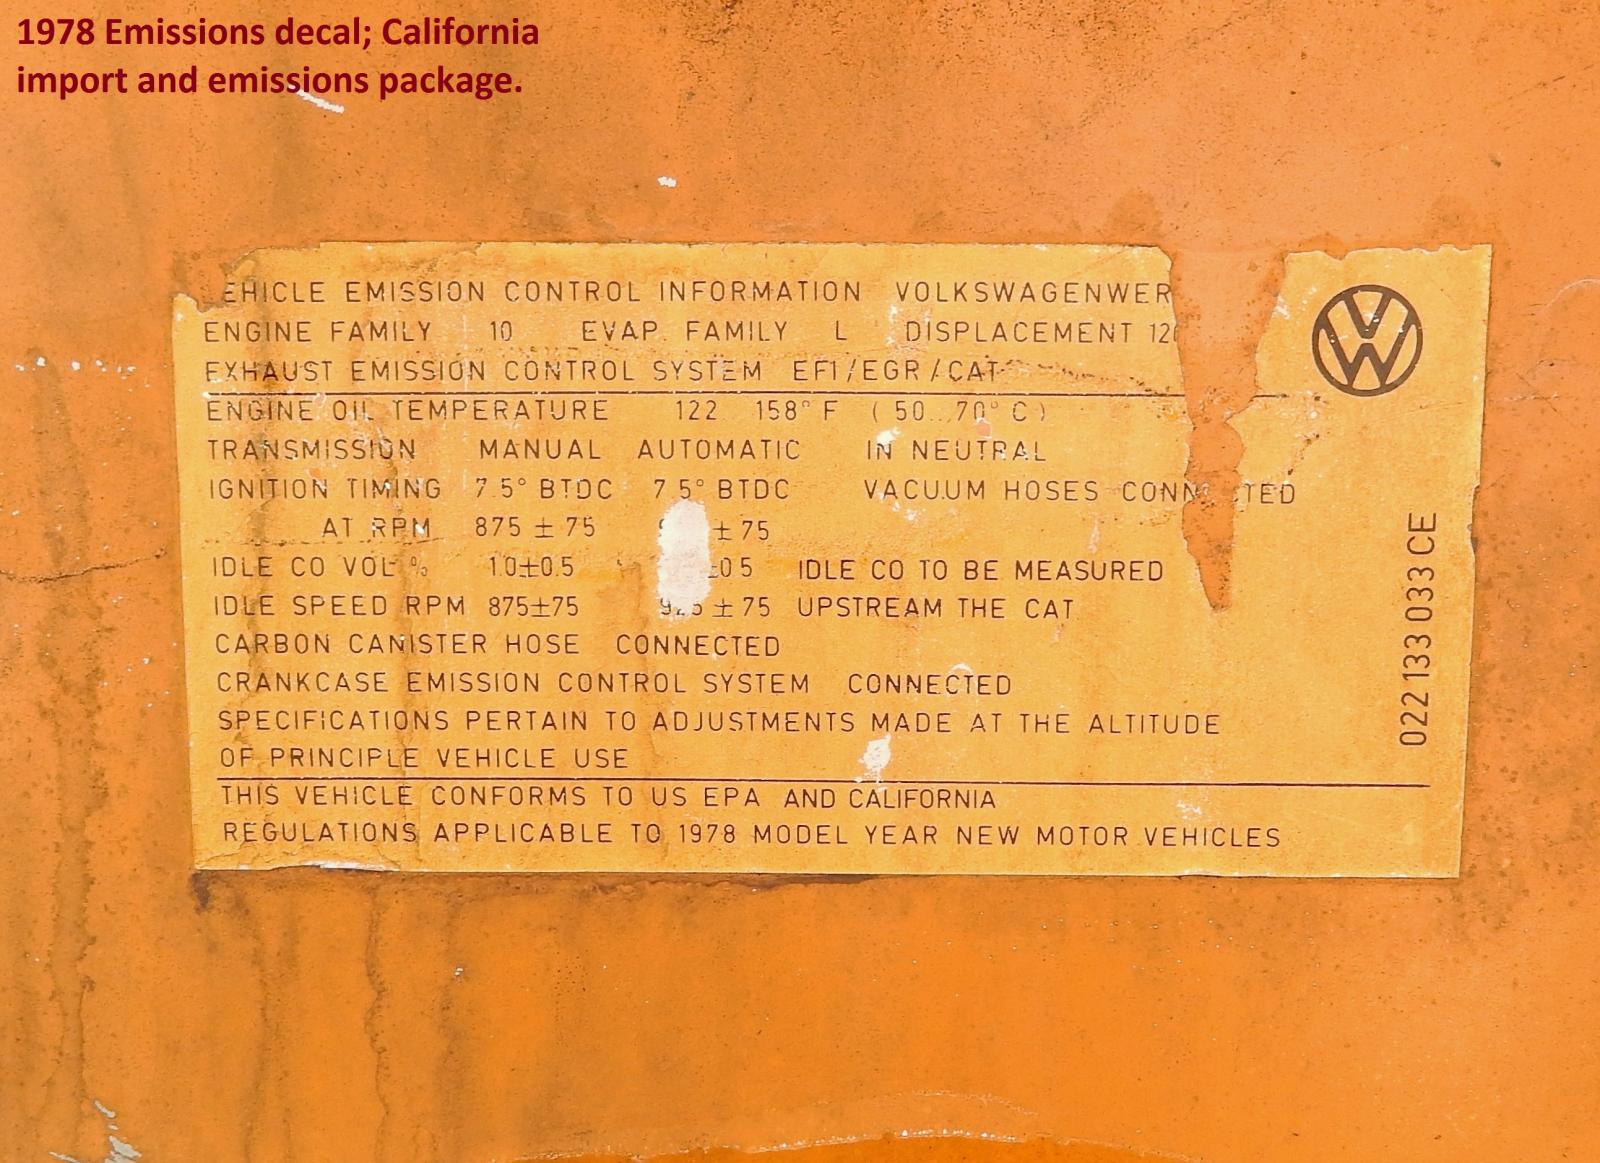 1978 Emissions decal; California
import and emissions package.
EHICLE EMISSION CONTROL INFORMATION VOLKSWAGENWER
ENGINE FAMILY 10 EVAP. FAMILY L DISPLACEMENT 12
EXHAUST EMISSION CONTROL SYSTEM EFI/EGR/CAT
ENGINE OIL TEMPERATURE 122 158° F (50...70° C)
TRANSMISSION MANUAL AUTOMATIC IN NEUTRAL
IGNITION TIMING 7.5° BTDC 7.5° BTDC VACUUM HOSES
AT RPM 875 ± 75 ± 75
IDLE CO VOL % 1.0±0.5 0.5 IDLE CO TO BE MEASURED
IDLE SPEED RPM 875±75 925 ± 75 UPSTREAM THE CAT
CARBON CANISTER HOSE CONNECTED
CRANKCASE EMISSION CONTROL SYSTEM CONNECTED
SPECIFICATIONS PERTAIN TO ADJUSTMENTS MADE AT THE ALTITUDE
OF PRINCIPLE VEHICLE USE
THIS VEHICLE CONFORMS TO US EPA AND CALIFORNIA
REGULATIONS APPLICABLE TO 1978 MODEL YEAR NEW MOTOR VEHICLES
022 133 033 CE